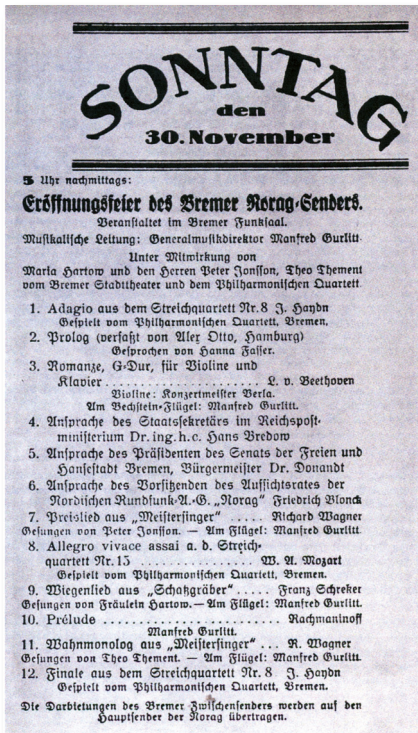 SONNTAG
den
30. November
5 Uhr nachmittags:
Eröffnungsfeier des Bremer Norag-Senders.
Veranstaltet im Bremer Funksaal.
Musikalische Leitung: Generalmusikdirektor Manfred Gurlitt.
Unter Mitwirkung von
Maria Hartow und den Herren Peter Jonsson, Theo Thement
vom Bremer Stadttheater und dem Philharmonischen Quartett.
1. Adagio aus dem Streichquartett Nr. 8 J. Haydn
Gespielt vom Philharmonischen Quartett, Bremen.
2. Prolog (verfaßt von Alex Otto, Hamburg)
Gesprochen von Hanna Fasser.
3. Romanze, G-Dur, für Violine und
Klavier . . . . . . . . . . . . . . . . . L. v. Beethoven
Violine: Konzertmeister Berla.
Am Bechstein-Flügel: Manfred Gurlitt.
4. Ansprache des Staatssekretärs im Reichspost-
ministerium Dr. ing. h. c. Hans Bredow
5. Ansprache des Präsidenten des Senats der Freien und
Hansestadt Bremen, Bürgermeister Dr. Donandt
6. Ansprache des Vorsitzenden des Aufsichtsrates der
Nordischen Rundfunk-A.-G. „Norag" Friedrich Blonck
7. Preislied aus „Meistersinger" ..... Richard Wagner
Gesungen von Peter Jonsson. — Am Flügel: Manfred Gurlitt.
8. Allegro vivace assai a. d. Streich-
quartett Nr. 15 . . . . . . . . . . . . . . W. A. Mozart
Gespielt vom Philharmonischen Quartett, Bremen.
9. Wiegenlied aus „Schatzgräber" ..... Franz Schreker
Gesungen von Fräulein Hartow. — Am Flügel: Manfred Gurlitt.
10. Prélude . . . . . . . . . . . . . . . . . . Rachmaninoff
Manfred Gurlitt.
11. Wahnmonolog aus „Meistersinger" ... R. Wagner
Gesungen von Theo Thement. — Am Flügel: Manfred Gurlitt.
12. Finale aus dem Streichquartett Nr. 8 J. Haydn
Gespielt vom Philharmonischen Quartett, Bremen.
Die Darbietungen des Bremer Zwischensenders werden auf den
Hauptsender der Norag übertragen.